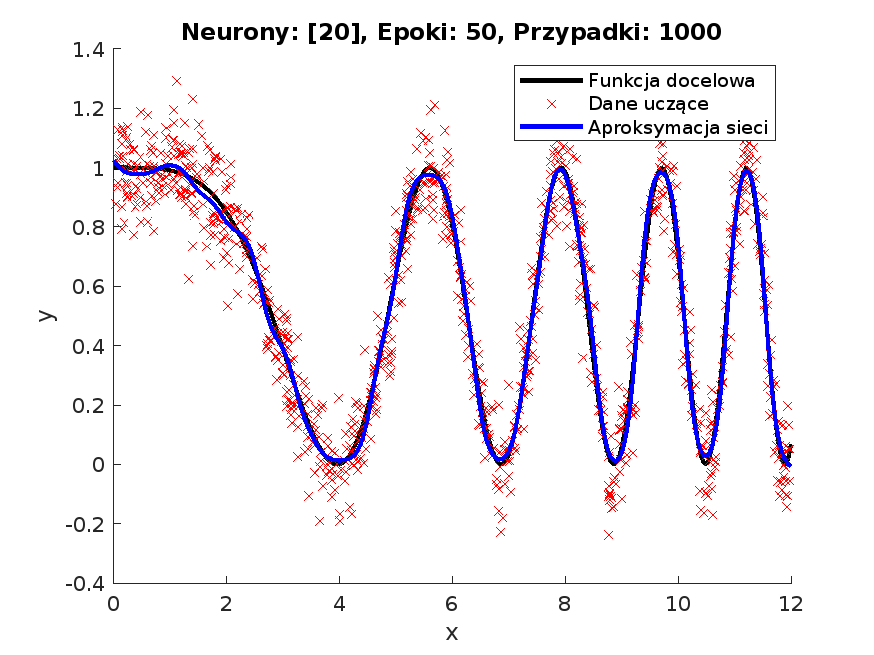 Neurony: [20], Epoki: 50, Przypadki: 1000
1.4
1.2
1
0.8
0.6
0.4
0.2
0
-0.2
-0.4
y
Funkcja docelowa
Dane uczące
Aproksymacja sieci
0 2 4 6 8 10 12
x